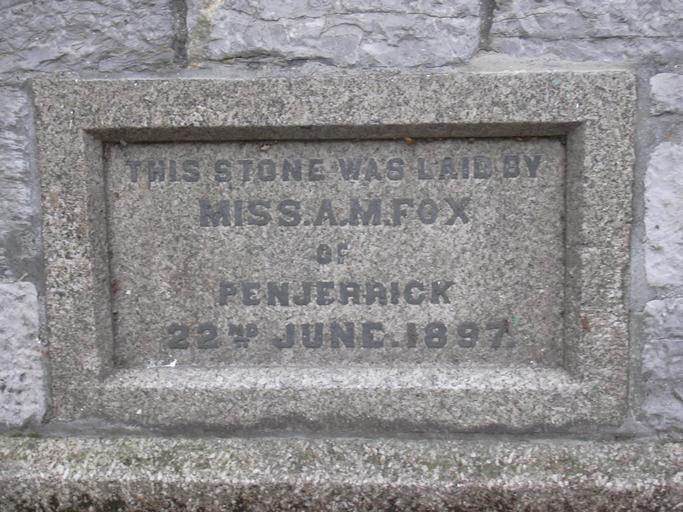 THIS STONE WAS LAID BY
MISS.A.M.FOX
OF
PENJERRICK
22ND JUNE.1897.